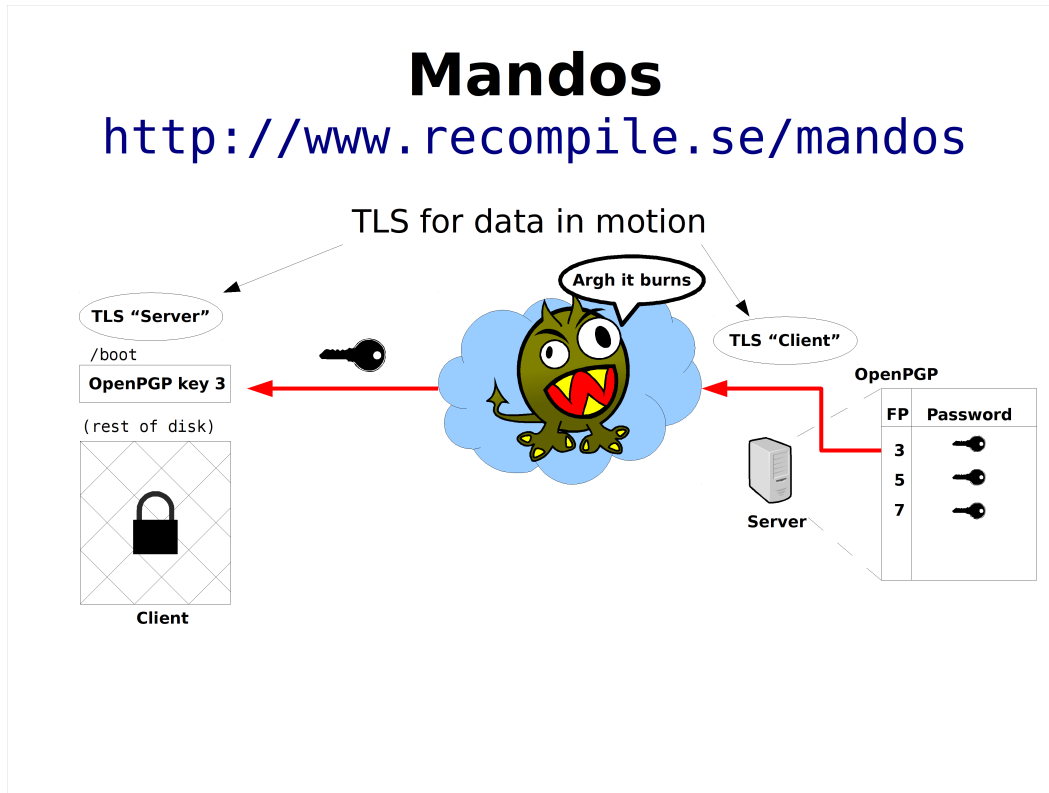 Mandos
http://www.recompile.se/mandos
TLS for data in motion
Argh it burns
TLS “Server”
TLS “Client”
/boot
OpenPGP key 3
OpenPGP
FP Password
3
5
7
(rest of disk)
Server
Client